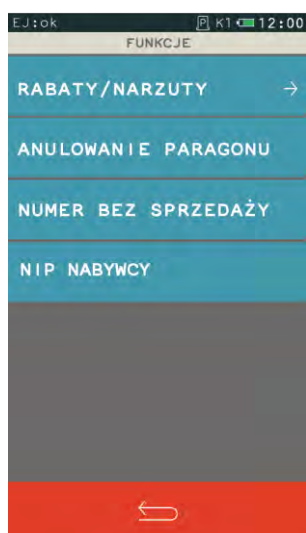 EJ:ok P K1 12:00
FUNKCJE
RABATY/NARZUTY →
ANULOWANIE PARAGONU
NUMER BEZ SPRZEDAŻY
NIP NABYWCY